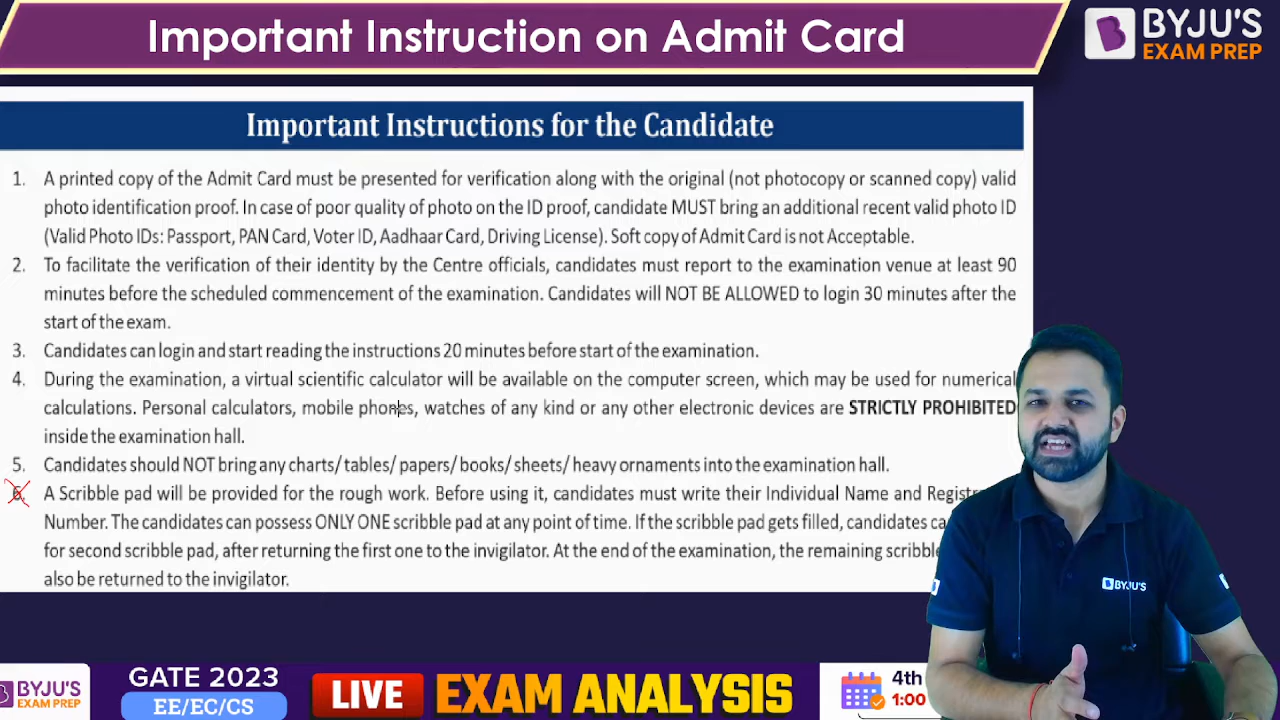 Important Instruction on Admit Card
BYJU'S
EXAM PREP
Important Instructions for the Candidate
1. A printed copy of the Admit Card must be presented for verification along with the original (not photocopy or scanned copy) valid
photo identification proof. In case of poor quality of photo on the ID proof, candidate MUST bring an additional recent valid photo ID
(Valid Photo IDs: Passport, PAN Card, Voter ID, Aadhaar Card, Driving License). Soft copy of Admit Card is not Acceptable.
2. To facilitate the verification of their identity by the Centre officials, candidates must report to the examination venue at least 90
minutes before the scheduled commencement of the examination. Candidates will NOT BE ALLOWED to login 30 minutes after the
start of the exam.
3. Candidates can login and start reading the instructions 20 minutes before start of the examination.
4. During the examination, a virtual scientific calculator will be available on the computer screen, which may be used for numerical
calculations. Personal calculators, mobile phones, watches of any kind or any other electronic devices are STRICTLY PROHIBITED
inside the examination hall.
5. Candidates should NOT bring any charts/ tables/ papers/ books/ sheets/ heavy ornaments into the examination hall.
6. A Scribble pad will be provided for the rough work. Before using it, candidates must write their Individual Name and
Number. The candidates can possess ONLY ONE scribble pad at any point of time. If the scribble pad gets filled, candidates
for second scribble pad, after returning the first one to the invigilator. At the end of the examination, the remaining scribble
also be returned to the invigilator.
BYJU'S
BYJU'S
EXAM PREP
GATE 2023
EE/EC/CS
LIVE
EXAM ANALYSIS
4th
1:00